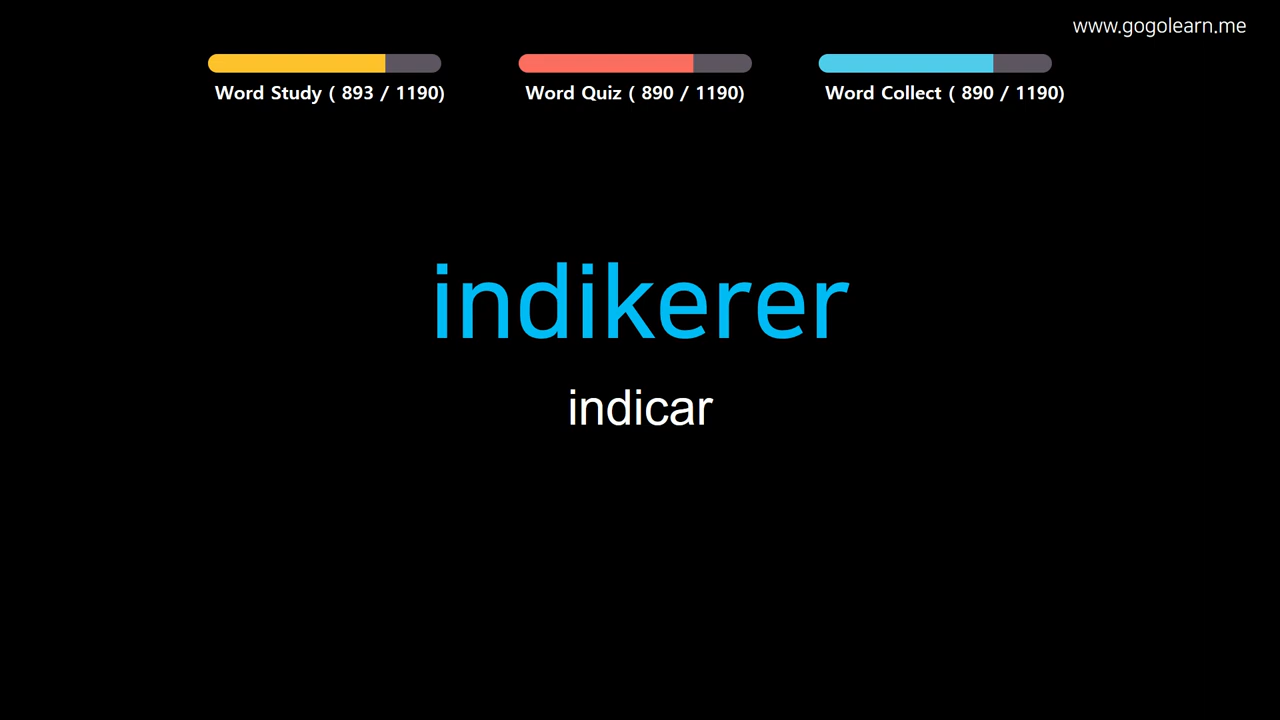 www.gogolearn.me
Word Study ( 893 / 1190)
Word Quiz ( 890 / 1190)
Word Collect ( 890 / 1190)
indikerer
indicar